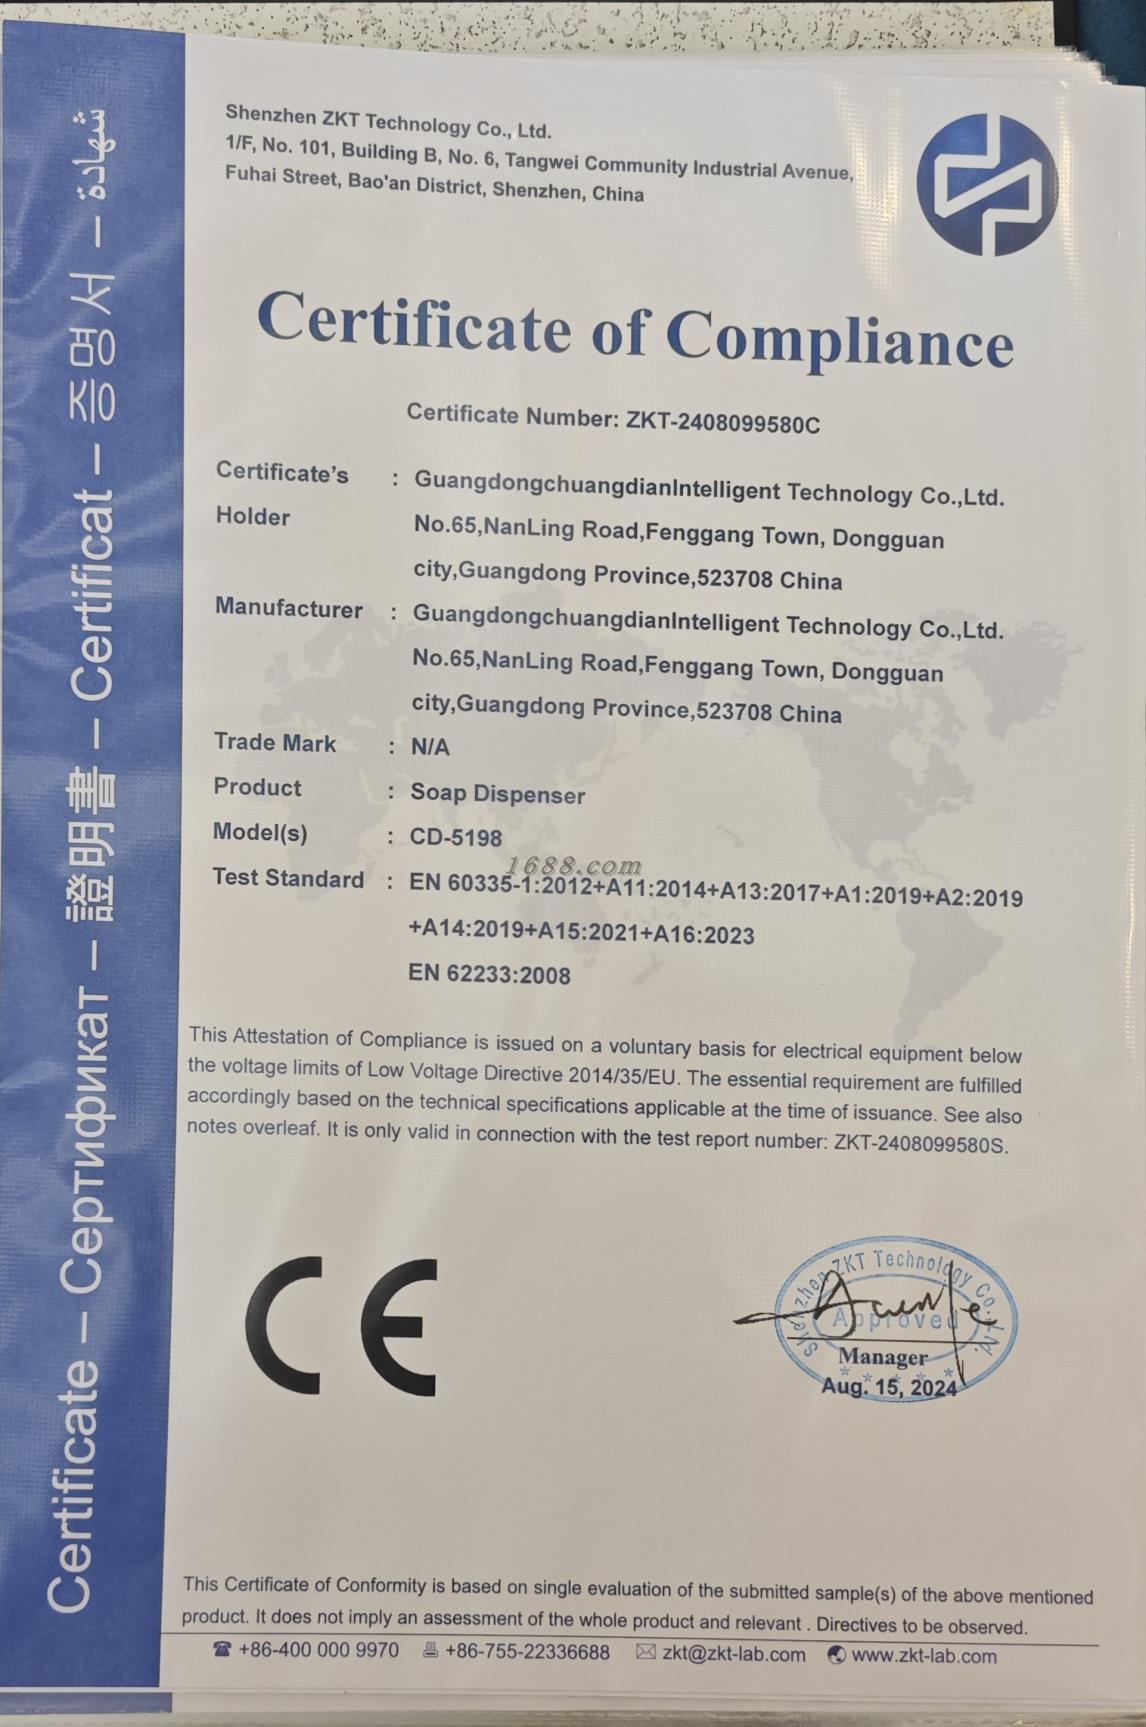 Shenzhen ZKT Technology Co., Ltd.
1/F, No. 101, Building B, No. 6, Tangwei Community Industrial Avenue,
Fuhai Street, Bao'an District, Shenzhen, China
Certificate of Compliance
Certificate Number: ZKT-2408099580C
Certificate's : GuangdongchuangdianIntelligent Technology Co.,Ltd.
Holder No.65,NanLing Road,Fenggang Town, Dongguan
city,Guangdong Province,523708 China
Manufacturer : GuangdongchuangdianIntelligent Technology Co.,Ltd.
No.65,NanLing Road,Fenggang Town, Dongguan
city,Guangdong Province,523708 China
Trade Mark : N/A
Product : Soap Dispenser
Model(s) : CD-5198
1688.com
Test Standard : EN 60335-1:2012+A11:2014+A13:2017+A1:2019+A2:2019
+A14:2019+A15:2021+A16:2023
EN 62233:2008
This Attestation of Compliance is issued on a voluntary basis for electrical equipment below
the voltage limits of Low Voltage Directive 2014/35/EU. The essential requirement are fulfilled
accordingly based on the technical specifications applicable at the time of issuance. See also
notes overleaf. It is only valid in connection with the test report number: ZKT-2408099580S.
CE
Shenzhen ZKT Technology Co., Ltd.
Approved
Manager
Aug. 15, 2024
This Certificate of Conformity is based on single evaluation of the submitted sample(s) of the above mentioned
product. It does not imply an assessment of the whole product and relevant . Directives to be observed.
+86-400 000 9970 +86-755-22336688 zkt@zkt-lab.com www.zkt-lab.com
Certificate – Сертификат – 證明書 – Certificat – 증명서 – شهادة